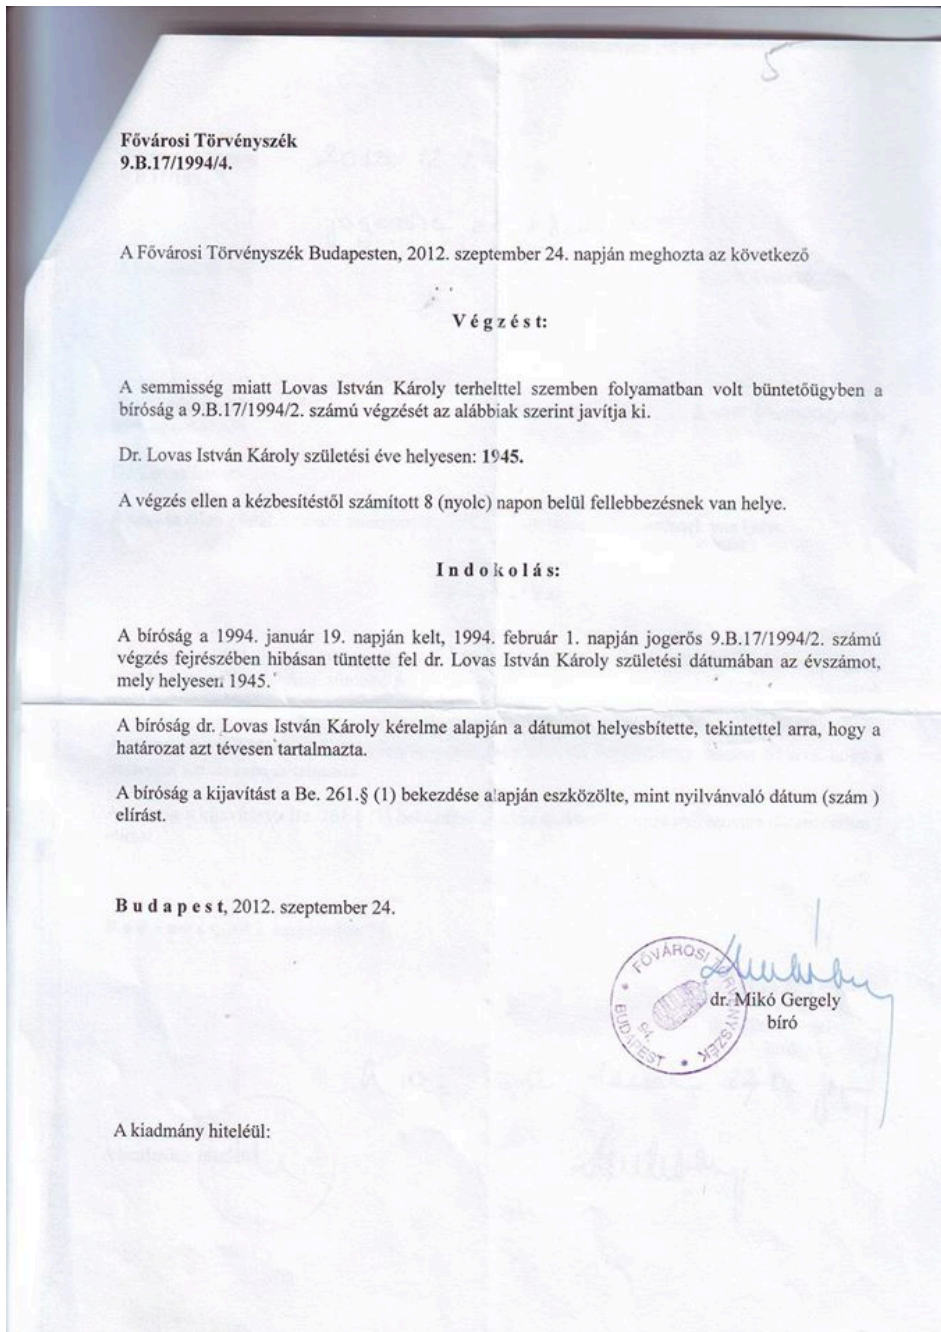 5
Fővárosi Törvényszék
9.B.17/1994/4.
A Fővárosi Törvényszék Budapesten, 2012. szeptember 24. napján meghozta az következő
V é g z é s t:
A semmisség miatt Lovas István Károly terhelttel szemben folyamatban volt büntetőügyben a
bíróság a 9.B.17/1994/2. számú végzését az alábbiak szerint javítja ki.
Dr. Lovas István Károly születési éve helyesen: 1945.
A végzés ellen a kézbesítéstől számított 8 (nyolc) napon belül fellebbezésnek van helye.
I n d o k o l á s:
A bíróság a 1994. január 19. napján kelt, 1994. február 1. napján jogerős 9.B.17/1994/2. számú
végzés fejrészében hibásan tüntette fel dr. Lovas István Károly születési dátumában az évszámot,
mely helyesen 1945.
A bíróság dr. Lovas István Károly kérelme alapján a dátumot helyesbítette, tekintettel arra, hogy a
határozat azt tévesen tartalmazta.
A bíróság a kijavítást a Be. 261.§ (1) bekezdése alapján eszközölte, mint nyilvánvaló dátum (szám )
elírást.
B u d a p e s t, 2012. szeptember 24.
FŐVÁROSI TÖRVÉNYSZÉK
BUDAPEST
94.
dr. Mikó Gergely
bíró
A kiadmány hiteléül: